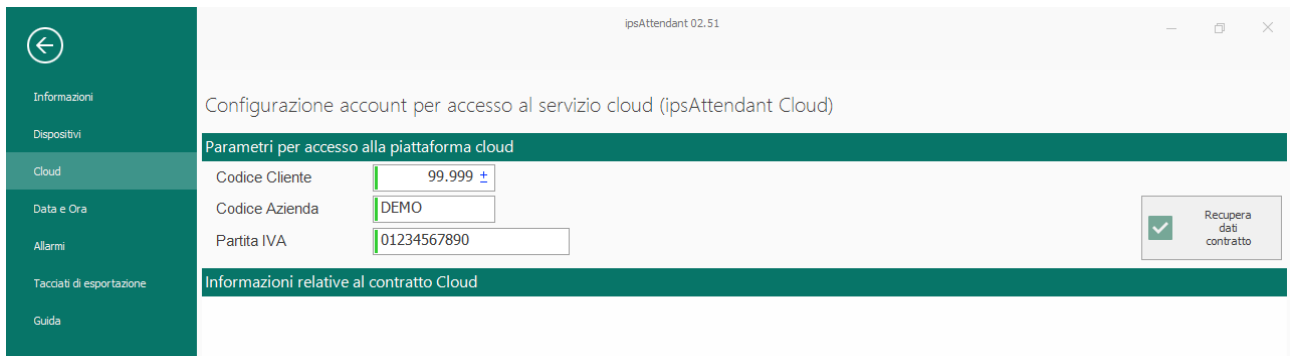 ipsAttendant 02.51
Informazioni
Dispositivi
Cloud
Data e Ora
Allarmi
Tacciati di esportazione
Guida
Configurazione account per accesso al servizio cloud (ipsAttendant Cloud)
Parametri per accesso alla piattaforma cloud
Codice Cliente 99.999 ±
Codice Azienda DEMO
Partita IVA 01234567890
Recupera
dati
contratto
Informazioni relative al contratto Cloud